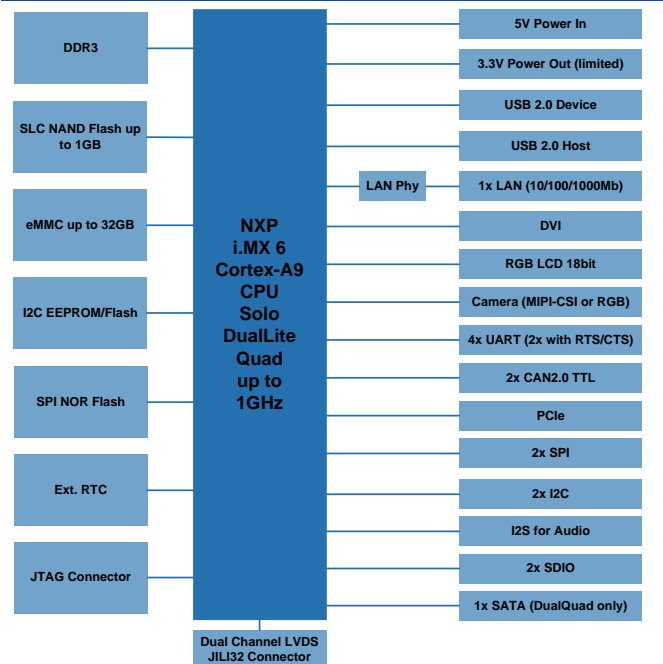 DDR3
SLC NAND Flash up
to 1GB
eMMC up to 32GB
I2C EEPROM/Flash
SPI NOR Flash
Ext. RTC
JTAG Connector
NXP
i.MX 6
Cortex-A9
CPU
Solo
DualLite
Quad
up to
1GHz
Dual Channel LVDS
JILI32 Connector
5V Power In
3.3V Power Out (limited)
USB 2.0 Device
USB 2.0 Host
LAN Phy
1x LAN (10/100/1000Mb)
DVI
RGB LCD 18bit
Camera (MIPI-CSI or RGB)
4x UART (2x with RTS/CTS)
2x CAN2.0 TTL
PCIe
2x SPI
2x I2C
I2S for Audio
2x SDIO
1x SATA (DualQuad only)